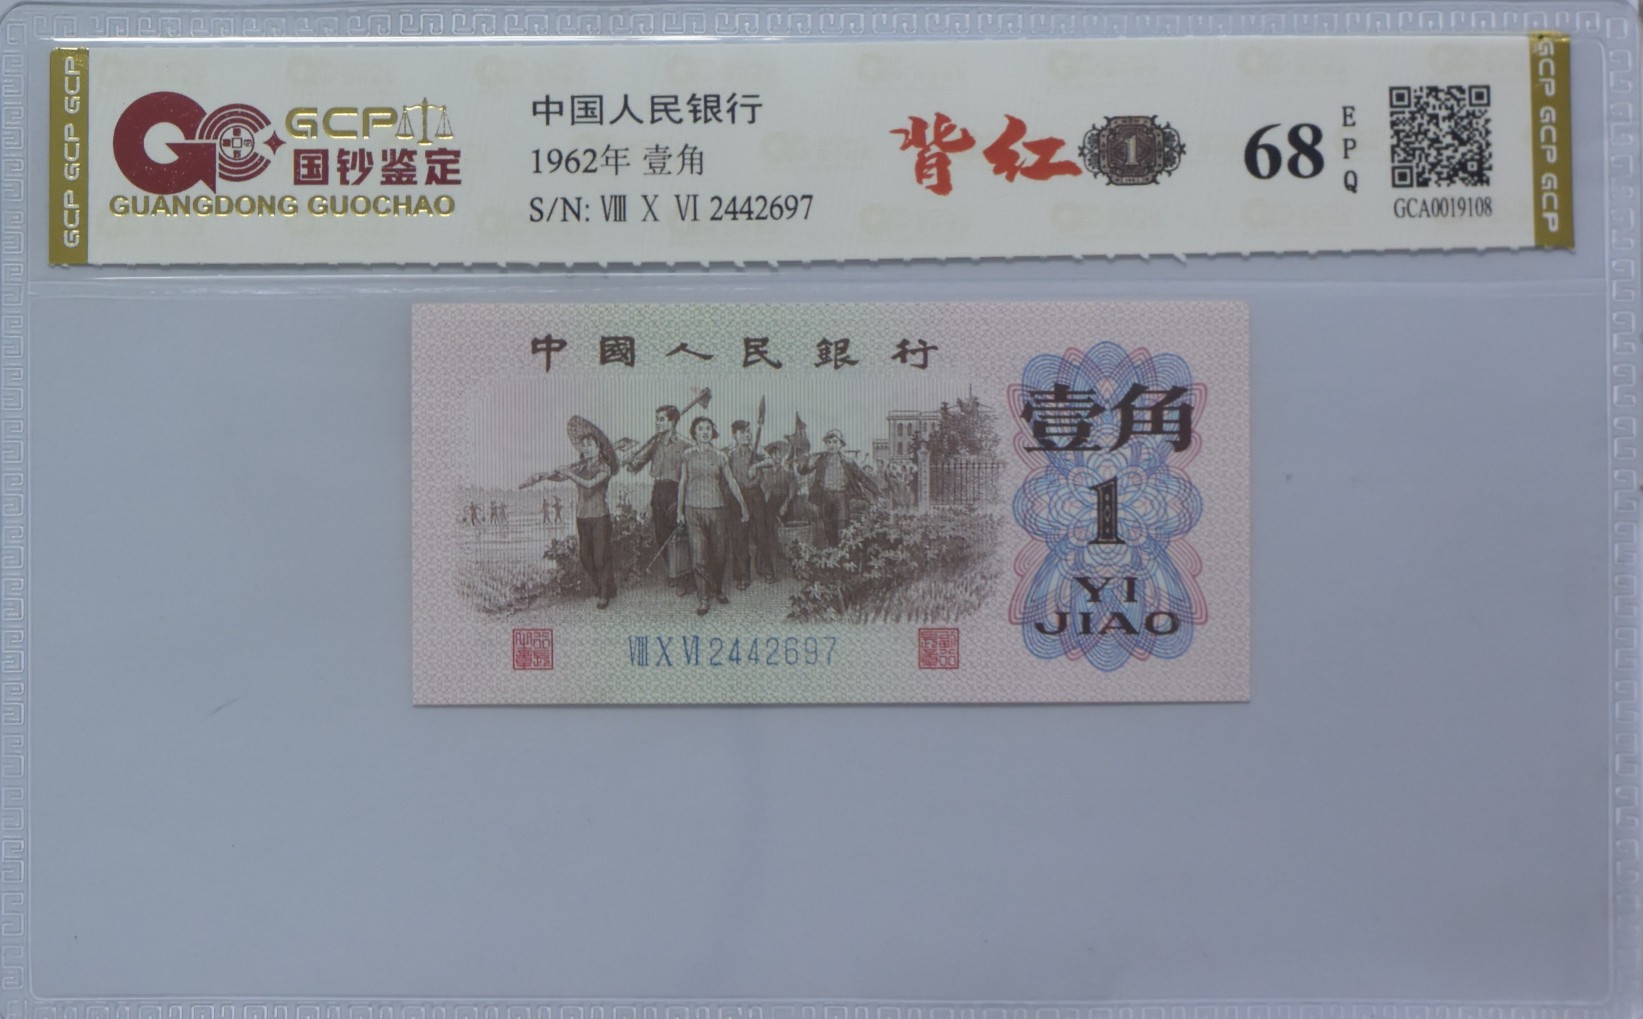 GCP GCP GCP
GCP
国钞鉴定
GUANGDONG GUOCHAO
中国人民银行
1962年 壹角
S/N: Ⅷ Ⅹ Ⅵ 2442697
背红 1
68
EPQ
GCA0019108
GCP GCP GCP
中國人民銀行
壹角
1
YI
JIAO
Ⅷ Ⅹ Ⅵ 2442697